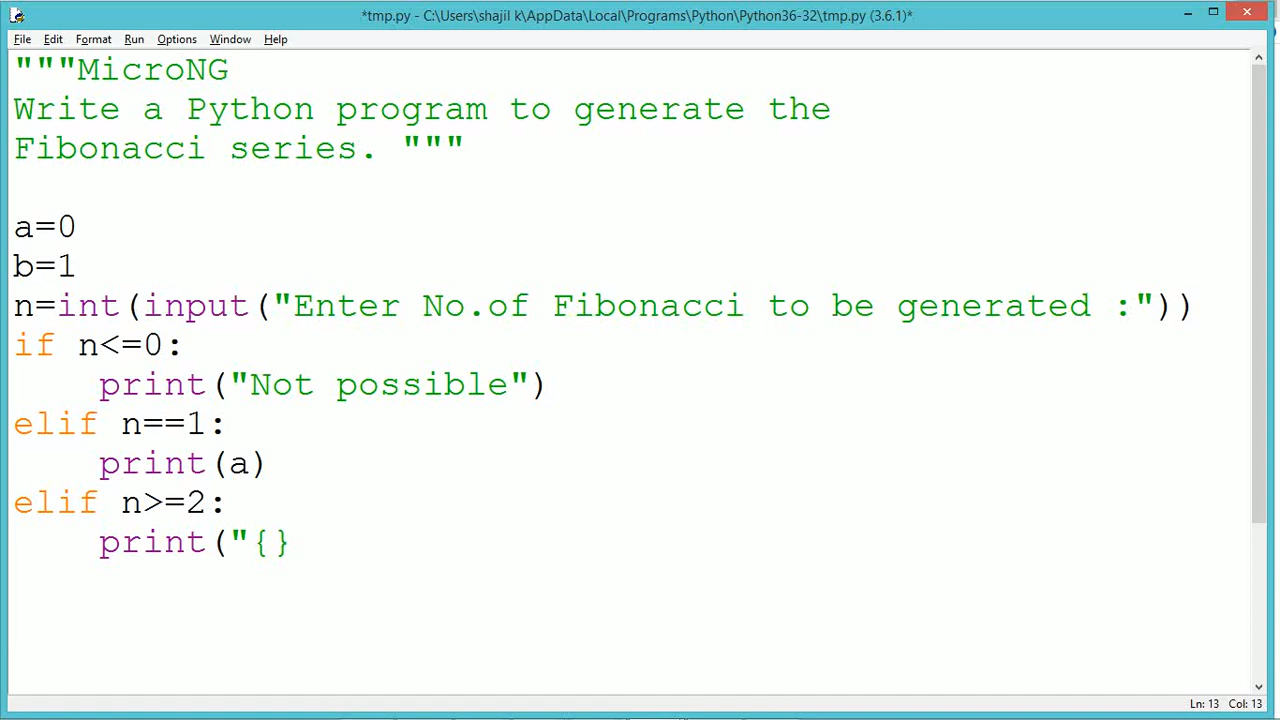 *tmp.py - C:\Users\shajil k\AppData\Local\Programs\Python\Python36-32\tmp.py (3.6.1)*
File Edit Format Run Options Window Help
"""MicroNG
Write a Python program to generate the
Fibonacci series. """
a=0
b=1
n=int(input("Enter No.of Fibonacci to be generated :"))
if n<=0:
    print("Not possible")
elif n==1:
    print(a)
elif n>=2:
    print("{}
Ln: 13 Col: 13